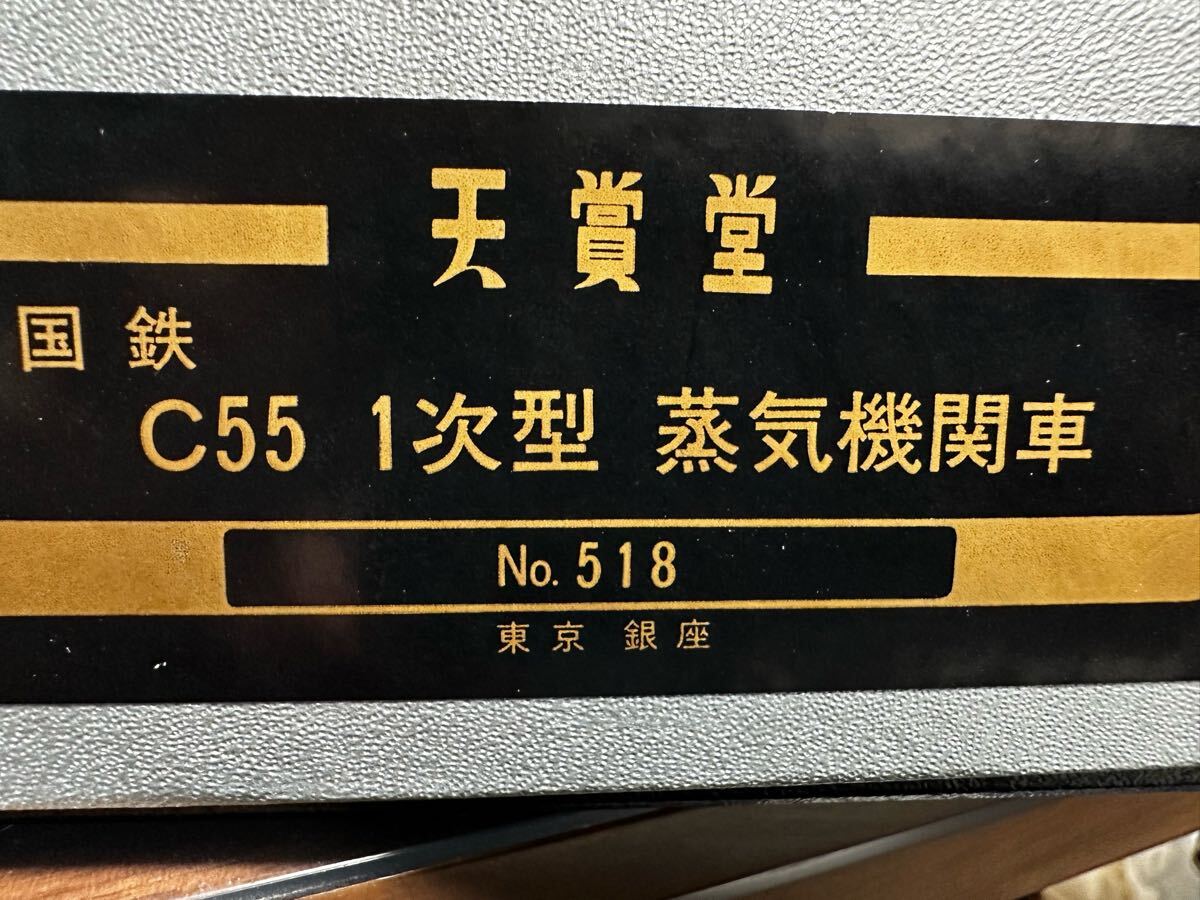 天賞堂
国鉄
C55 1次型 蒸気機関車
No. 518
東京 銀座